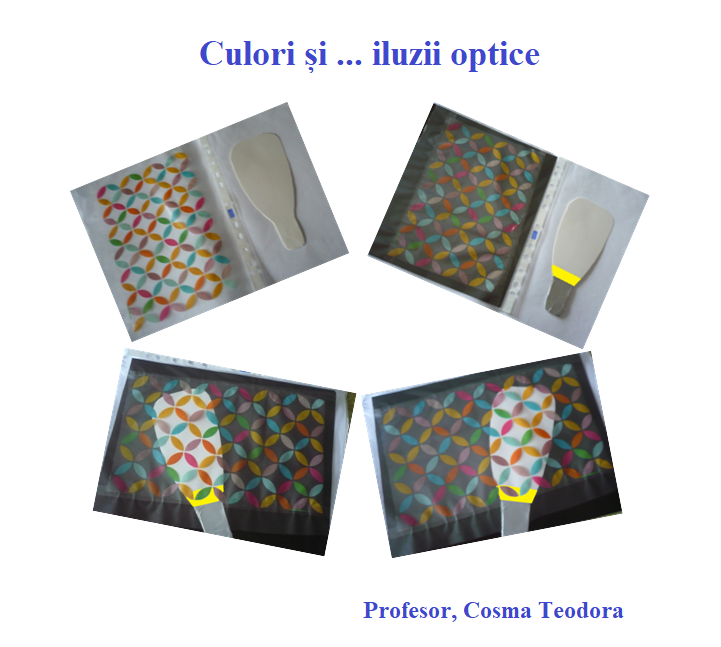 Culori și ... iluzii optice
Profesor, Cosma Teodora